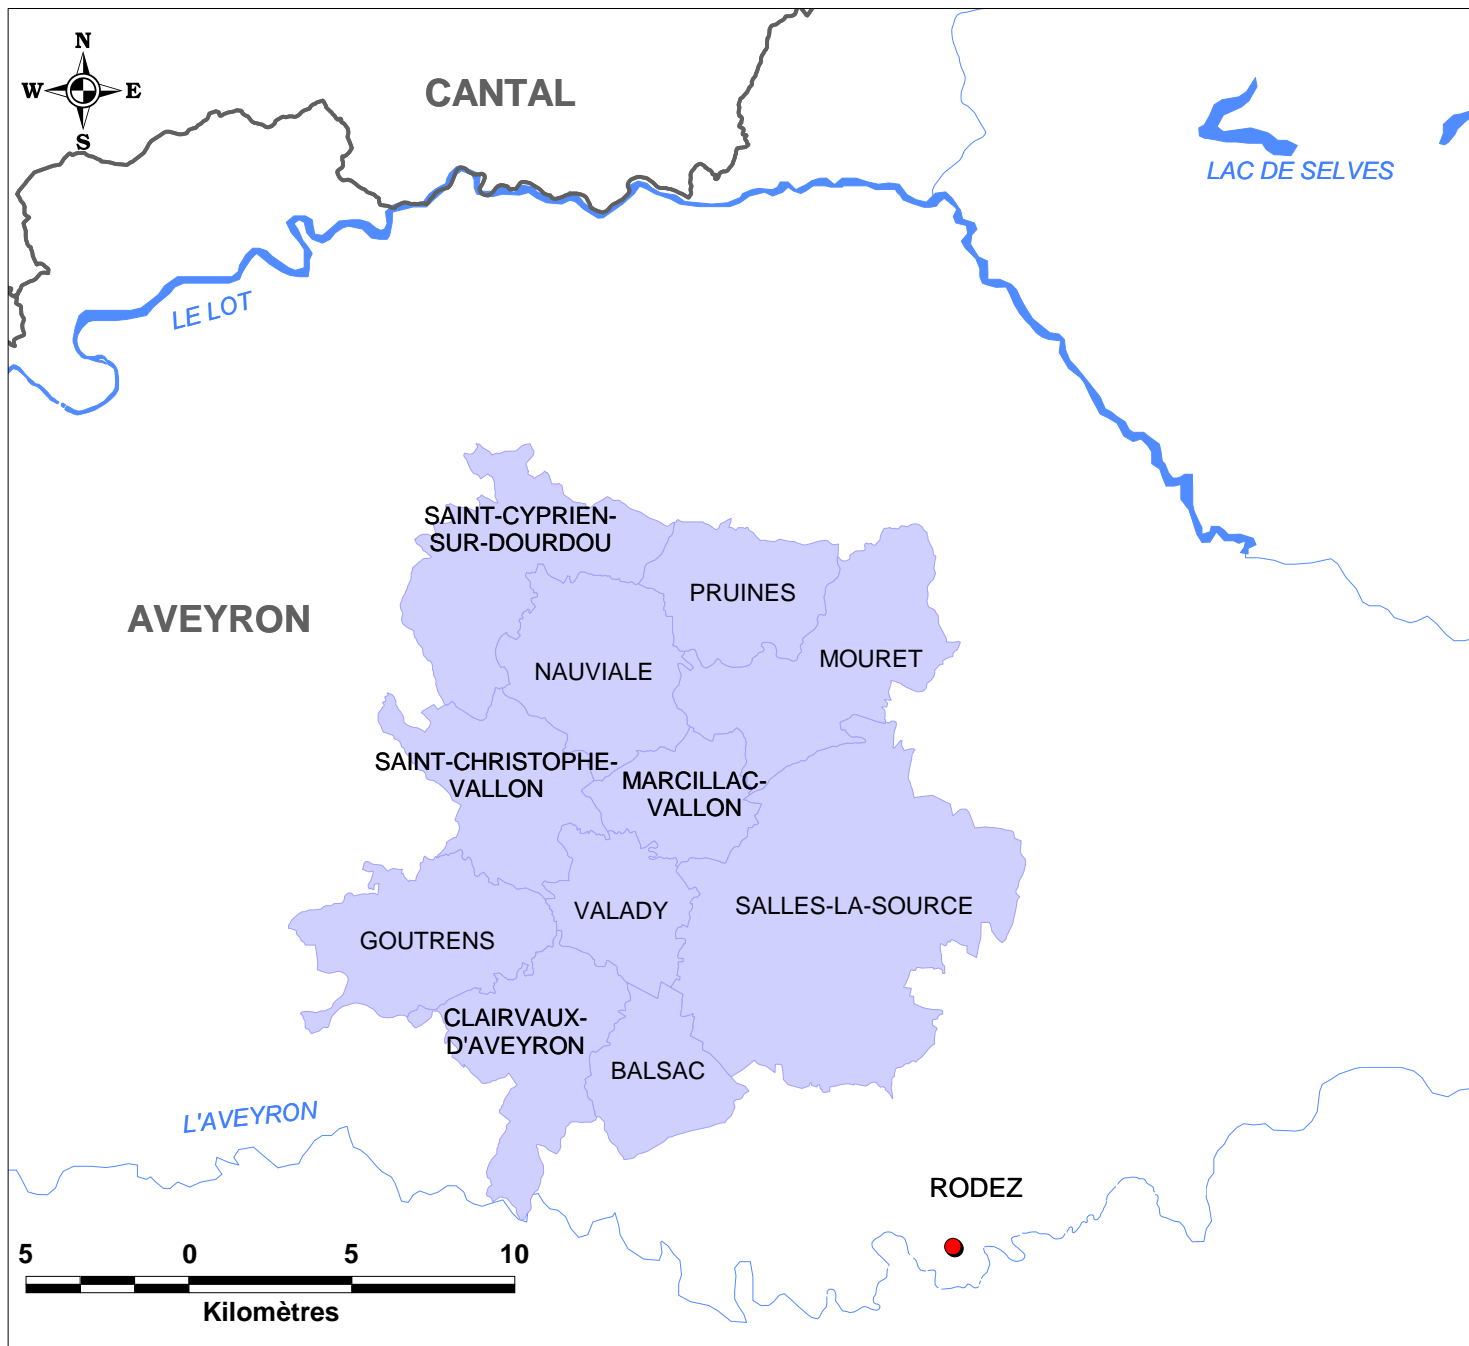 N
W E
S
CANTAL
LAC DE SELVES
LE LOT
SAINT-CYPRIEN-
SUR-DOURDOU
PRUINES
AVEYRON
MOURET
NAUVIALE
SAINT-CHRISTOPHE-
VALLON
MARCILLAC-
VALLON
SALLES-LA-SOURCE
VALADY
GOUTRENS
CLAIRVAUX-
D'AVEYRON
BALSAC
L'AVEYRON
RODEZ
5 0 5 10
Kilomètres